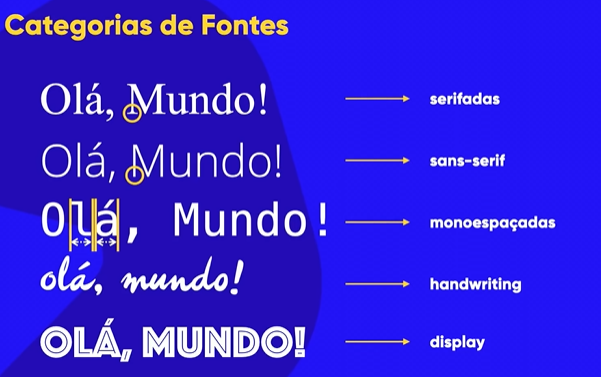 Categorias de Fontes
Olá, Mundo!
serifadas
Olá, Mundo!
sans-serif
Olá, Mundo!
monoespaçadas
olá, mundo!
handwriting
OLÁ, MUNDO!
display